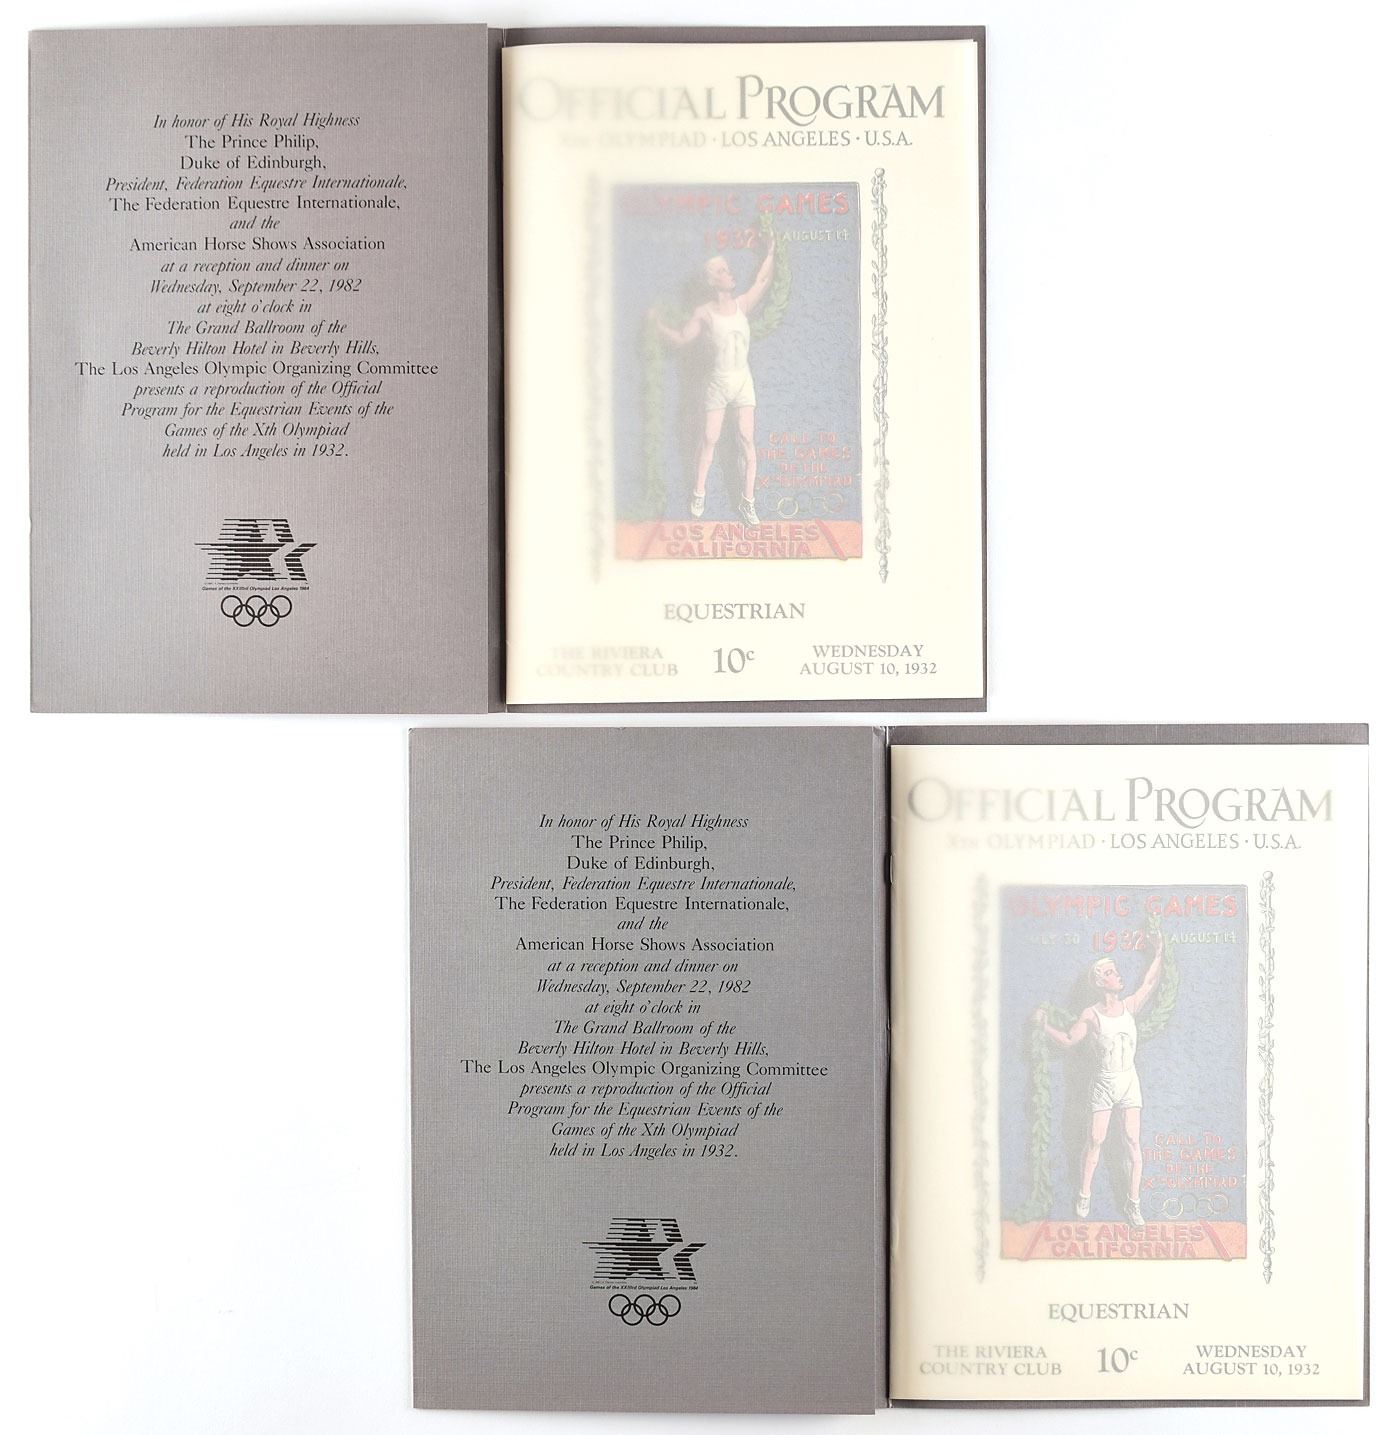 In honor of His Royal Highness
The Prince Philip,
Duke of Edinburgh,
President, Federation Equestre Internationale,
The Federation Equestre Internationale,
and the
American Horse Shows Association
at a reception and dinner on
Wednesday, September 22, 1982
at eight o'clock in
The Grand Ballroom of the
Beverly Hilton Hotel in Beverly Hills,
The Los Angeles Olympic Organizing Committee
presents a reproduction of the Official
Program for the Equestrian Events of the
Games of the Xth Olympiad
held in Los Angeles in 1932.
Games of the XXIIIrd Olympiad Los Angeles 1984
OFFICIAL PROGRAM
XTH OLYMPIAD · LOS ANGELES · U.S.A.
OLYMPIC GAMES
1932 AUGUST 14
CALL TO
THE GAMES
OF THE
XTH OLYMPIAD
LOS ANGELES
CALIFORNIA
EQUESTRIAN
THE RIVIERA
COUNTRY CLUB
10c
WEDNESDAY
AUGUST 10, 1932
In honor of His Royal Highness
The Prince Philip,
Duke of Edinburgh,
President, Federation Equestre Internationale,
The Federation Equestre Internationale,
and the
American Horse Shows Association
at a reception and dinner on
Wednesday, September 22, 1982
at eight o'clock in
The Grand Ballroom of the
Beverly Hilton Hotel in Beverly Hills,
The Los Angeles Olympic Organizing Committee
presents a reproduction of the Official
Program for the Equestrian Events of the
Games of the Xth Olympiad
held in Los Angeles in 1932.
Games of the XXIIIrd Olympiad Los Angeles 1984
OFFICIAL PROGRAM
XTH OLYMPIAD · LOS ANGELES · U.S.A.
OLYMPIC GAMES
JULY 30 1932 AUGUST 14
CALL TO
THE GAMES
OF THE
XTH OLYMPIAD
LOS ANGELES
CALIFORNIA
EQUESTRIAN
THE RIVIERA
COUNTRY CLUB
10c
WEDNESDAY
AUGUST 10, 1932